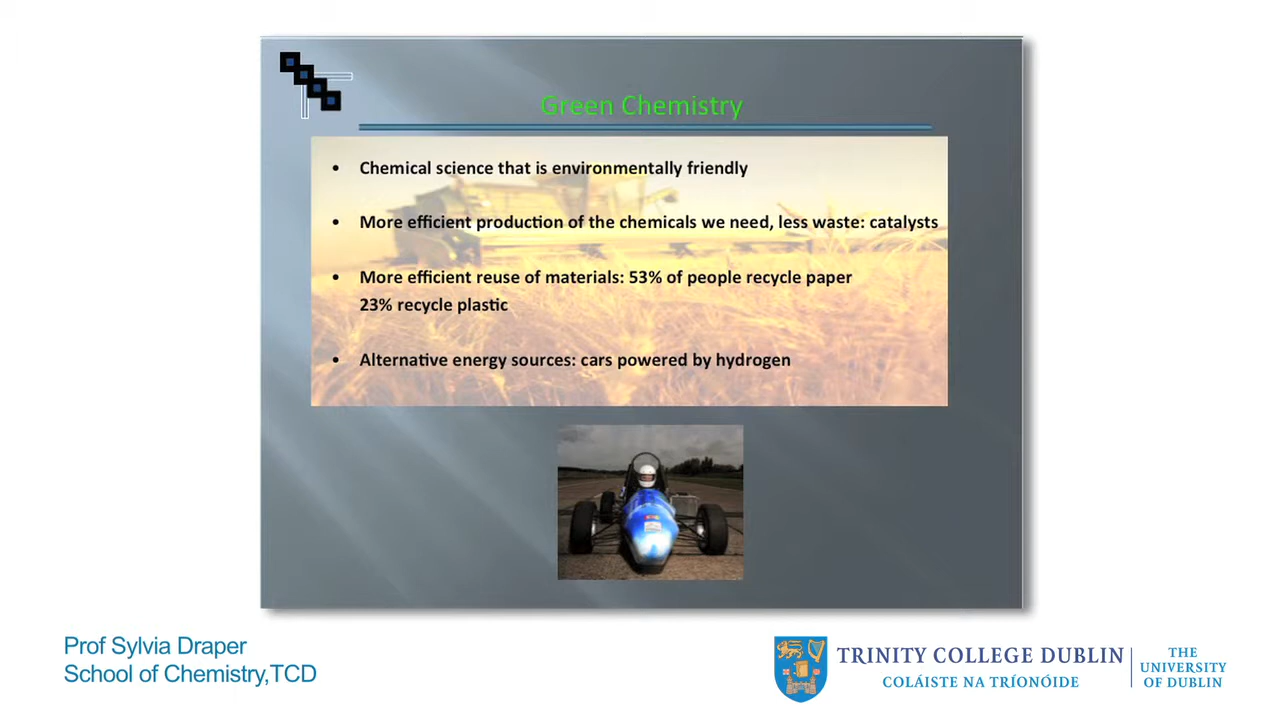 Green Chemistry
• Chemical science that is environmentally friendly
• More efficient production of the chemicals we need, less waste: catalysts
• More efficient reuse of materials: 53% of people recycle paper
23% recycle plastic
• Alternative energy sources: cars powered by hydrogen
Prof Sylvia Draper
School of Chemistry,TCD
TRINITY COLLEGE DUBLIN
COLÁISTE NA TRÍONÓIDE
THE
UNIVERSITY
OF DUBLIN